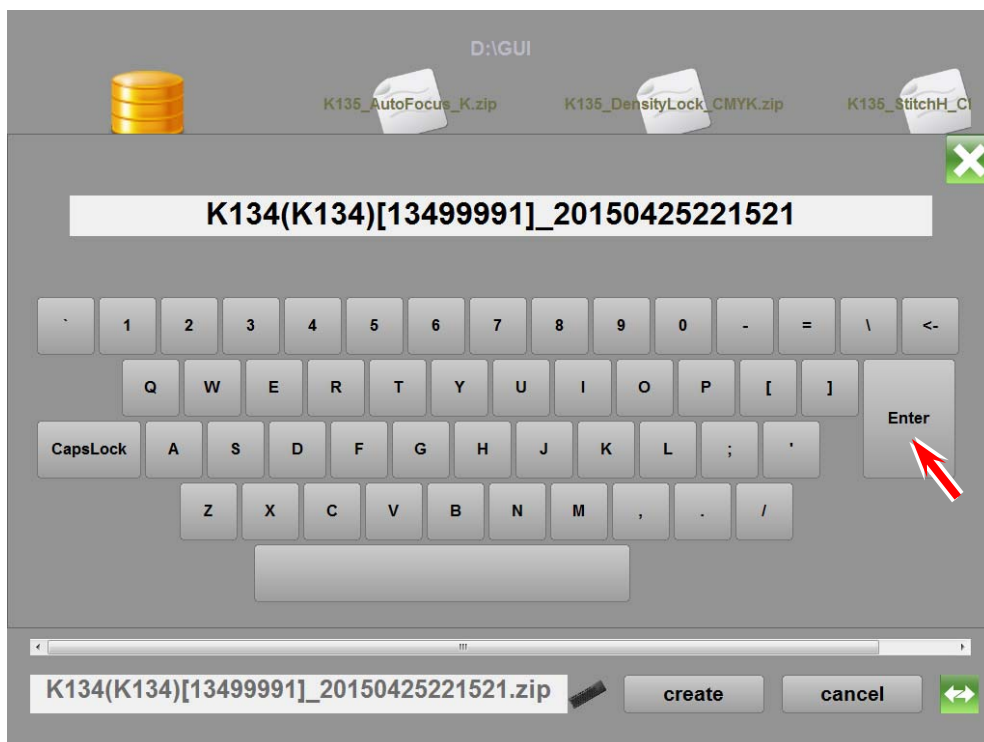 D:\GUI
K135_AutoFocus_K.zip K135_DensityLock_CMYK.zip K135_StitchH_C
K134(K134)[13499991]_20150425221521
` 1 2 3 4 5 6 7 8 9 0 - = \ <-
Q W E R T Y U I O P [ ]
Enter
CapsLock A S D F G H J K L ; '
Z X C V B N M , . /
K134(K134)[13499991]_20150425221521.zip create cancel